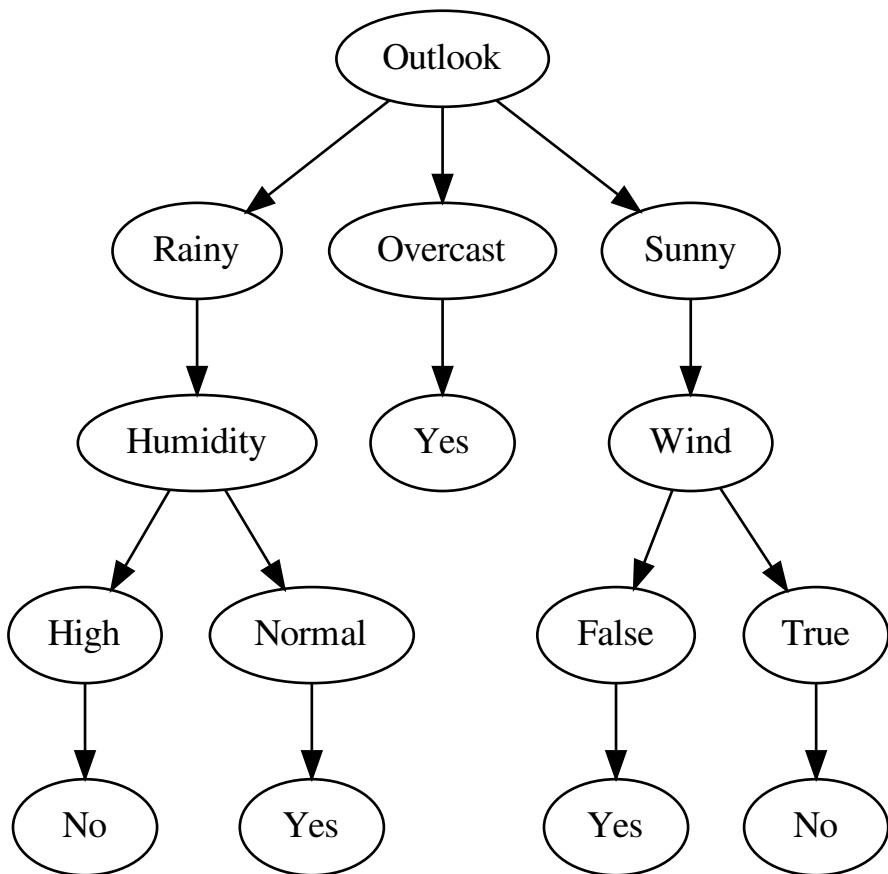 Outlook
Rainy Overcast Sunny
Humidity Yes Wind
High Normal False True
No Yes Yes No